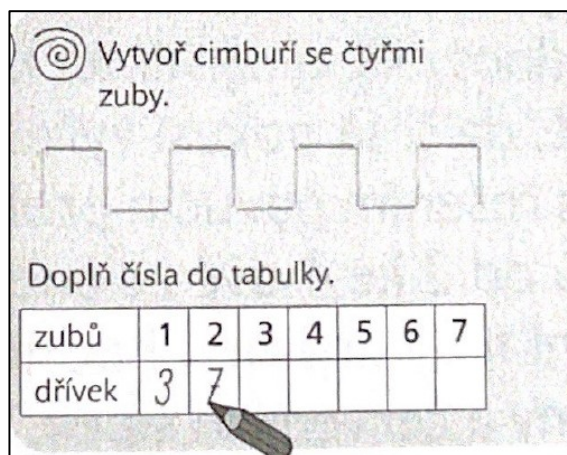 Vytvoř cimbuří se čtyřmi
zuby.
Doplň čísla do tabulky.
zubů 1 2 3 4 5 6 7
dřívek 3 7